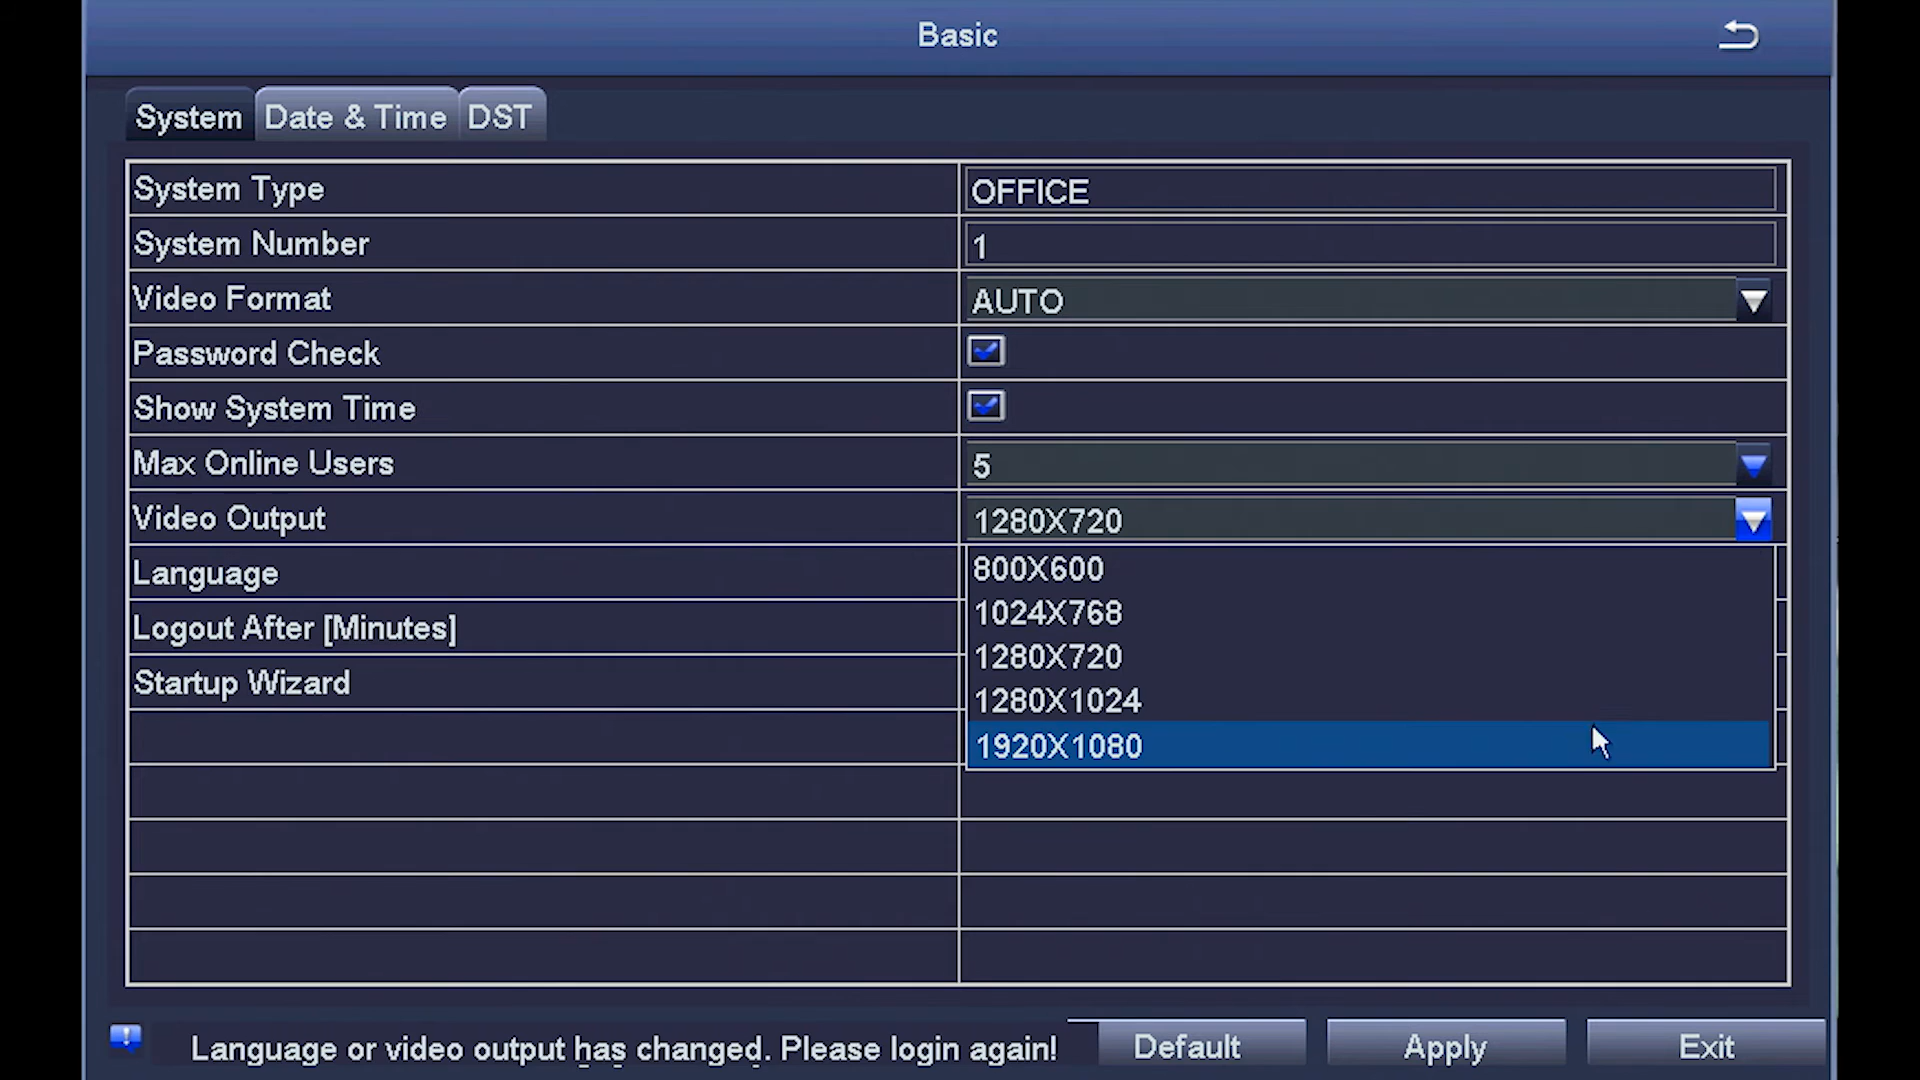 Basic
System Date & Time DST
System Type OFFICE
System Number 1
Video Format AUTO
Password Check
Show System Time
Max Online Users 5
Video Output 1280X720
Language 800X600
1024X768
Logout After [Minutes]
1280X720
Startup Wizard 1280X1024
1920X1080
Language or video output has changed. Please login again! Default Apply Exit